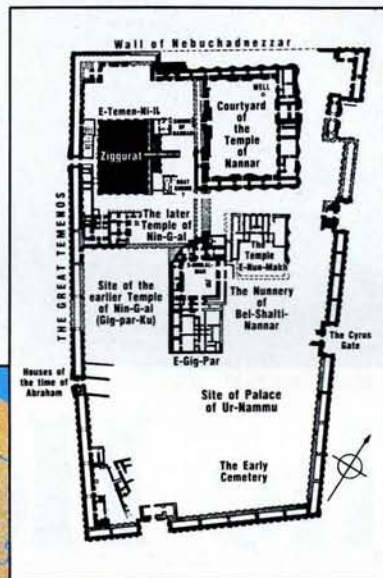 Wall of Nebuchadnezzar
WELL
E-Temen-Ni-IL
Courtyard
of the
Temple of
Nannar
Ziggurat
The later
Temple of
Nin-G-al
THE GREAT TEMENOS
The
Temple
E-Nun-Makh
Site of the
earlier Temple
of Nin-G-al
(Gig-par-Ku)
The Nunnery
of
Bel-Shalti-
Nannar
The Cyrus
Gate
E-Gig-Par
Houses of
the time of
Abraham
Site of Palace
of Ur-Nammu
The Early
Cemetery